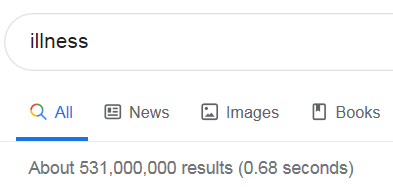 illness
All News Images Books
About 531,000,000 results (0.68 seconds)